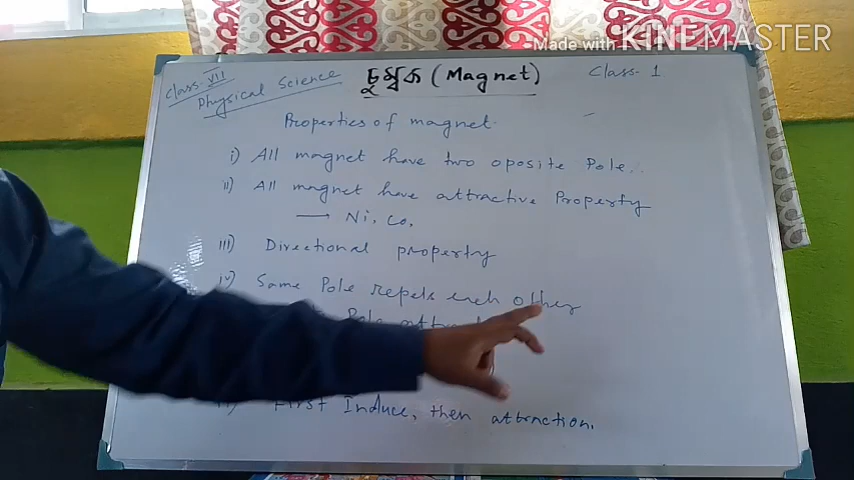 Made with KINEMASTER
Class-VII
Physical Science
চুম্বক (Magnet)
Class-1
Properties of magnet.
i) All magnet have two oposite Pole.
ii) All magnet have attractive Property
→ Ni, Co,
iii) Directional property
iv) Same Pole repels each other
Pole
First Induce, then attraction.